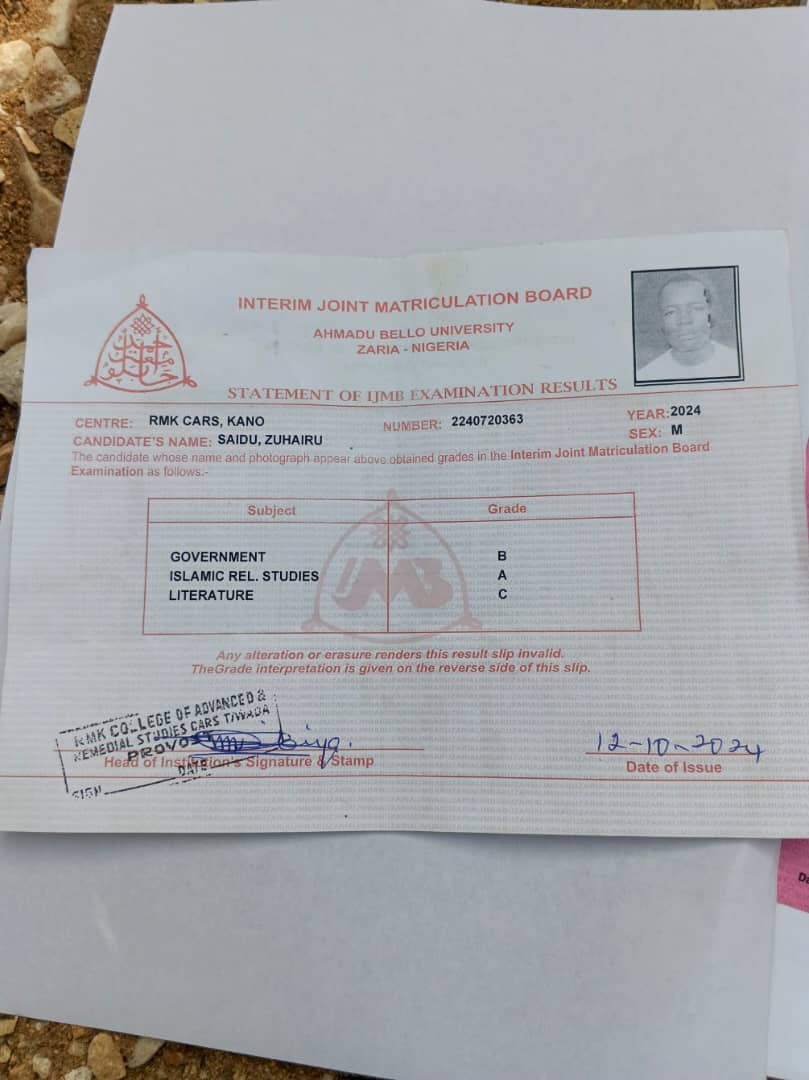 INTERIM JOINT MATRICULATION BOARD
AHMADU BELLO UNIVERSITY
ZARIA - NIGERIA
STATEMENT OF IJMB EXAMINATION RESULTS
CENTRE: RMK CARS, KANO NUMBER: 2240720363 YEAR:2024
CANDIDATE'S NAME: SAIDU, ZUHAIRU SEX: M
The candidate whose name and photograph appear above obtained grades in the Interim Joint Matriculation Board
Examination as follows:-
Subject Grade
IJMB
GOVERNMENT B
ISLAMIC REL. STUDIES A
LITERATURE C
Any alteration or erasure renders this result slip invalid.
TheGrade interpretation is given on the reverse side of this slip.
RMK COLLEGE OF ADVANCED &
REMEDIAL STUDIES CARS T/WADA
PROVOST
DATE
SIGN
12-10-2024
Head of Institution's Signature & Stamp Date of Issue